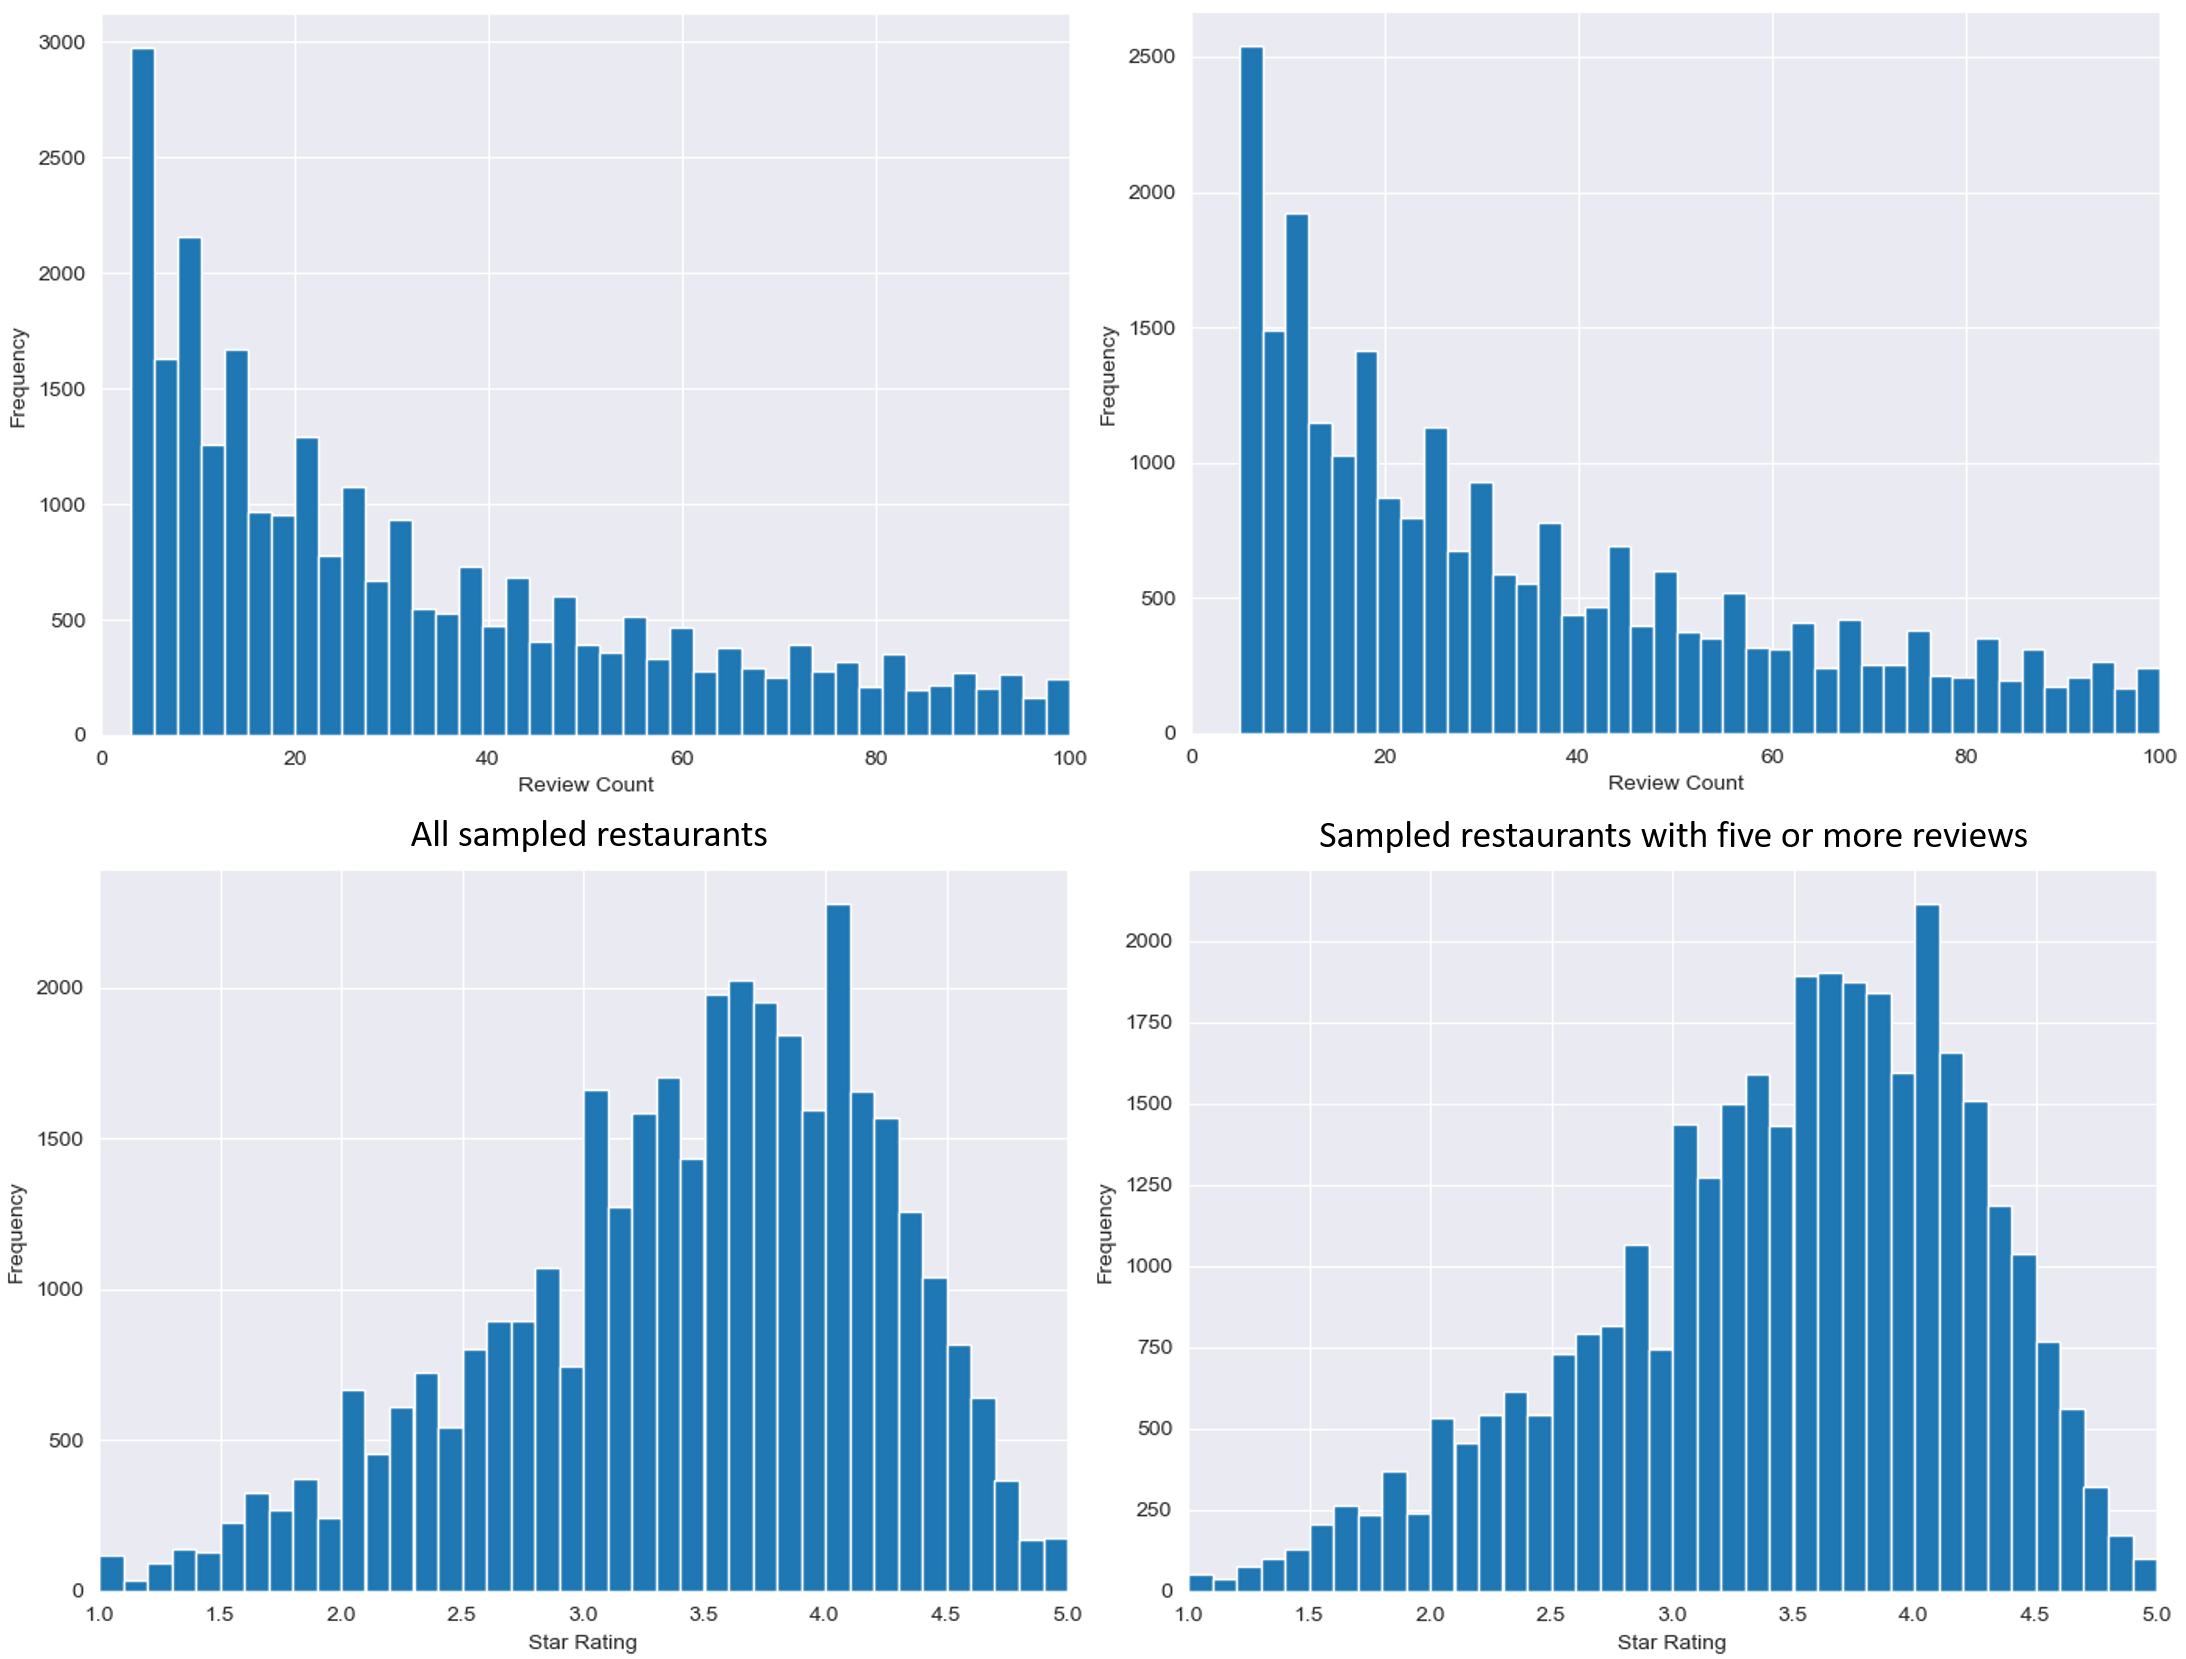 3000
2500
2000
1500
1000
500
0
Frequency
0 20 40 60 80 100
Review Count
2500
2000
1500
1000
500
0
Frequency
0 20 40 60 80 100
Review Count
All sampled restaurants
Sampled restaurants with five or more reviews
2000
1500
1000
500
0
Frequency
1.0 1.5 2.0 2.5 3.0 3.5 4.0 4.5 5.0
Star Rating
2000
1750
1500
1250
1000
750
500
250
0
Frequency
1.0 1.5 2.0 2.5 3.0 3.5 4.0 4.5 5.0
Star Rating